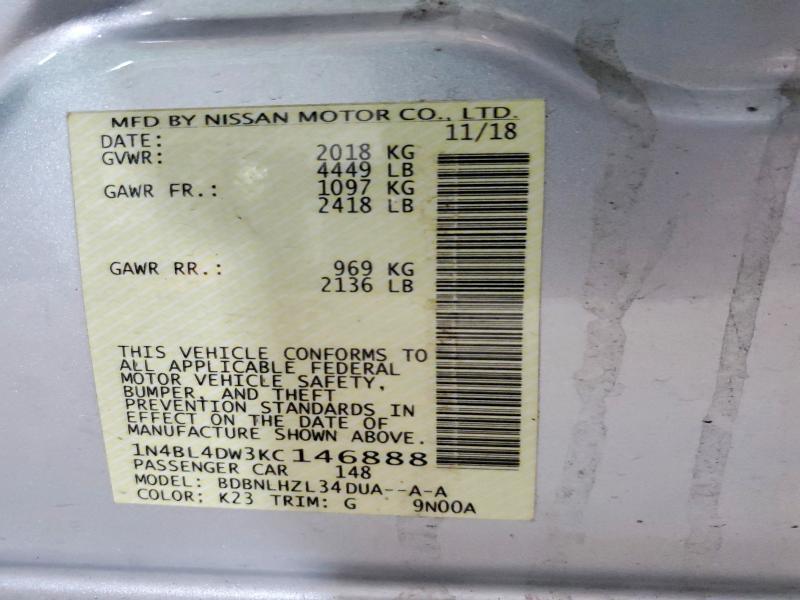 MFD BY NISSAN MOTOR CO., LTD.
DATE: 11/18
GVWR: 2018 KG
4449 LB
GAWR FR.: 1097 KG
2418 LB
GAWR RR.: 969 KG
2136 LB
THIS VEHICLE CONFORMS TO
ALL APPLICABLE FEDERAL
MOTOR VEHICLE SAFETY,
BUMPER, AND THEFT
PREVENTION STANDARDS IN
EFFECT ON THE DATE OF
MANUFACTURE SHOWN ABOVE.
1N4BL4DW3KC146888
PASSENGER CAR 148
MODEL: BDBNLHZL34DUA--A-A
COLOR: K23 TRIM: G 9N00A